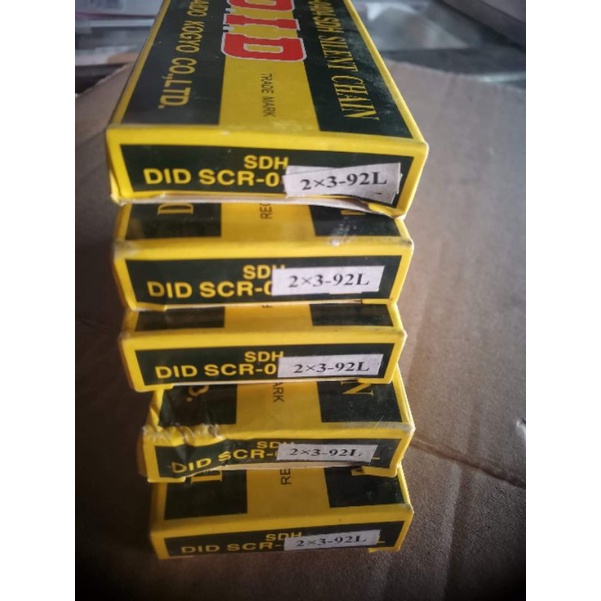 KOGYO CO.,LTD.
DID
TRADE MARK
SILENT CHAIN
SDH
DID SCR-0
2×3-92L
SDH
DID SCR-0
2×3-92L
SDH
DID SCR-0
2×3-92L
SDH
DID SCR-0
2×3-92L
SDH
DID SCR-
2×3-92L